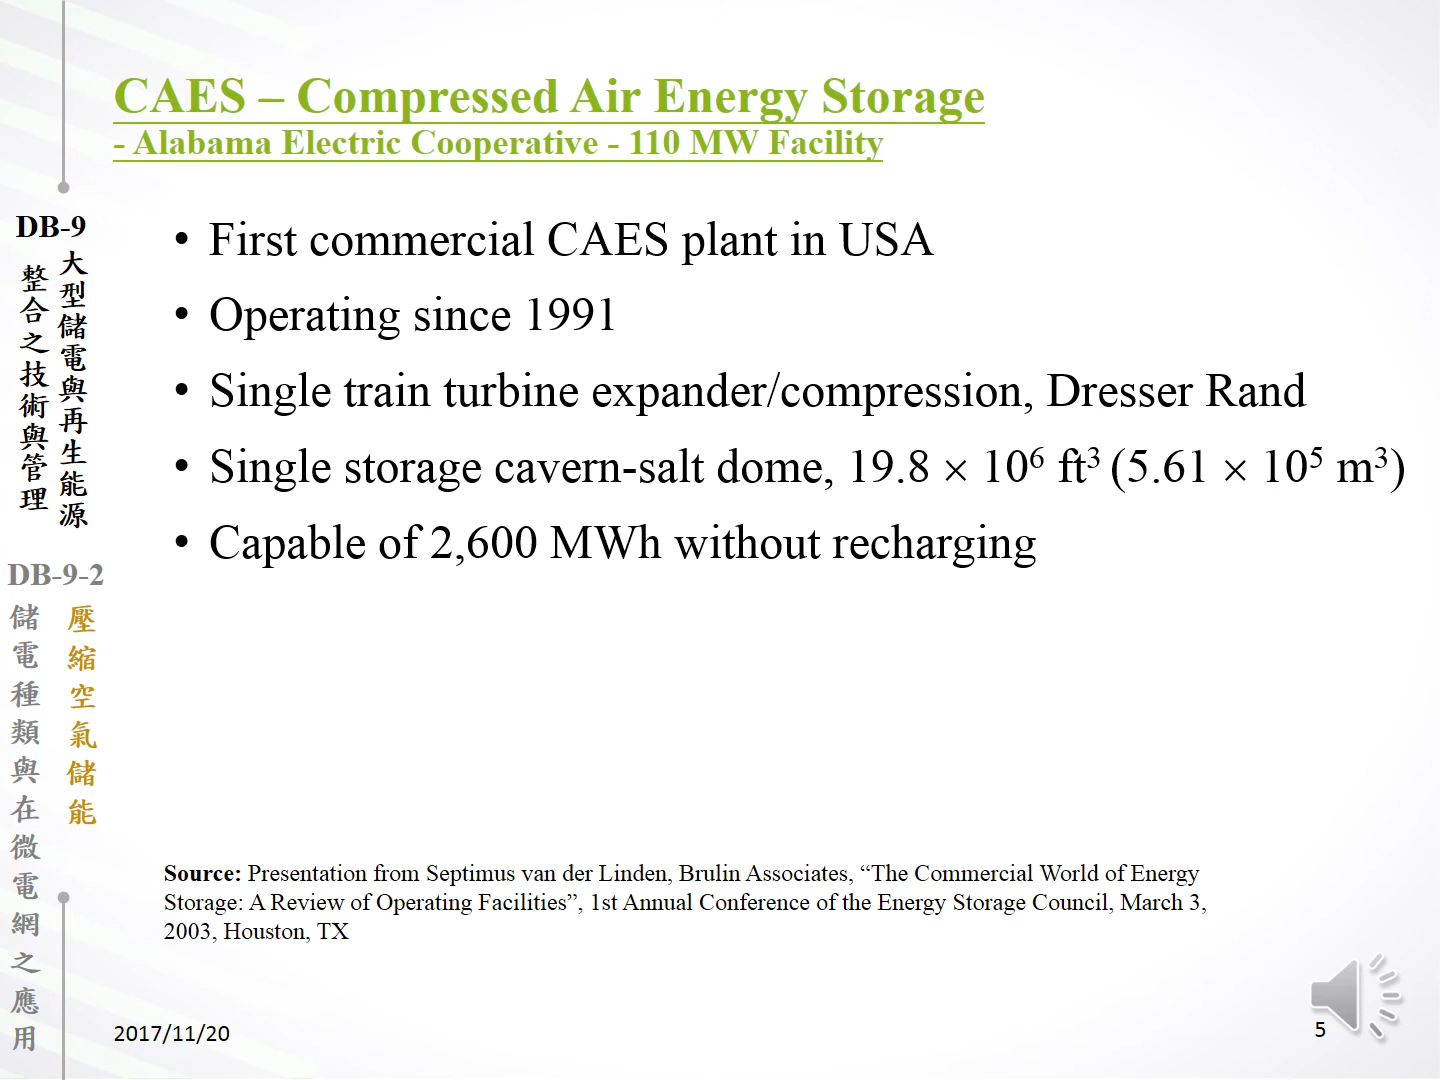 CAES – Compressed Air Energy Storage
- Alabama Electric Cooperative - 110 MW Facility
DB-9
大型儲電與再生能源
整合之技術與管理
DB-9-2
壓縮空氣儲能
儲電種類與在微電網之應用
• First commercial CAES plant in USA
• Operating since 1991
• Single train turbine expander/compression, Dresser Rand
• Single storage cavern-salt dome, 19.8 × 10⁶ ft³ (5.61 × 10⁵ m³)
• Capable of 2,600 MWh without recharging
Source: Presentation from Septimus van der Linden, Brulin Associates, “The Commercial World of Energy
Storage: A Review of Operating Facilities”, 1st Annual Conference of the Energy Storage Council, March 3,
2003, Houston, TX
2017/11/20
5